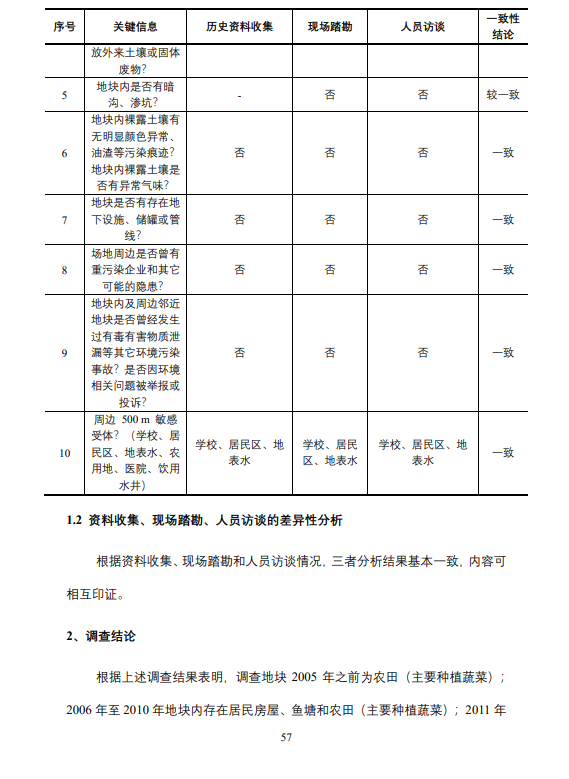 序号 关键信息 历史资料收集 现场踏勘 人员访谈 一致性
结论
放外来土壤或固体
废物？
5 地块内是否有暗
沟、渗坑？ - 否 否 较一致
6 地块内裸露土壤有
无明显颜色异常、
油渣等污染痕迹？
地块内裸露土壤是
否有异常气味？ 否 否 否 一致
7 地块是否有存在地
下设施、储罐或管
线？ 否 否 否 一致
8 场地周边是否曾有
重污染企业和其它
可能的隐患？ 否 否 否 一致
9 地块内及周边邻近
地块是否曾经发生
过有毒有害物质泄
漏等其它环境污染
事故？是否因环境
相关问题被举报或
投诉？ 否 否 否 一致
10 周边 500 m 敏感
受体？（学校、居
民区、地表水、农
用地、医院、饮用
水井） 学校、居民区、地
表水 学校、居民
区、地表水 学校、居民区、地
表水 一致
1.2 资料收集、现场踏勘、人员访谈的差异性分析
根据资料收集、现场踏勘和人员访谈情况，三者分析结果基本一致，内容可
相互印证。
2、调查结论
根据上述调查结果表明，调查地块 2005 年之前为农田（主要种植蔬菜）；
2006 年至 2010 年地块内存在居民房屋、鱼塘和农田（主要种植蔬菜）；2011 年
57